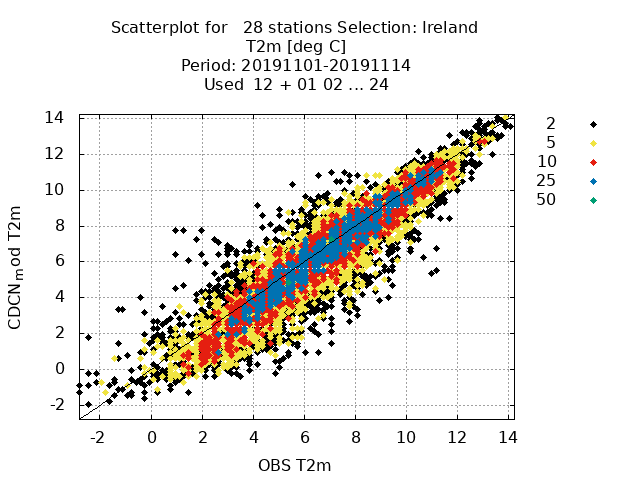 Scatterplot for 28 stations Selection: Ireland
T2m [deg C]
Period: 20191101-20191114
Used 12 + 01 02 ... 24
14
12
10
8
6
4
2
0
-2
-2 0 2 4 6 8 10 12 14
CDCNmod T2m
OBS T2m
2
5
10
25
50